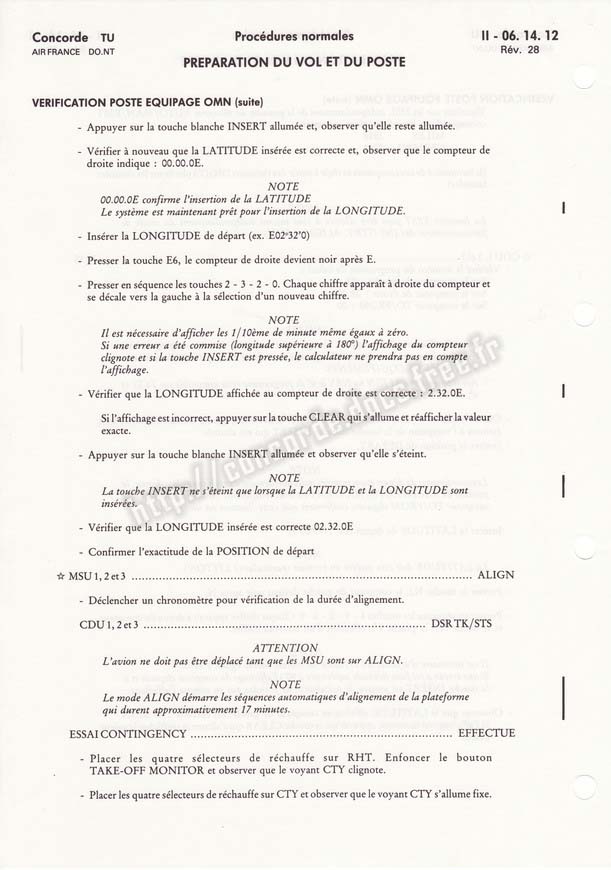 Concorde TU
Procédures normales
II - 06. 14. 12
AIR FRANCE DO.NT
Rév. 28
PREPARATION DU VOL ET DU POSTE
VERIFICATION POSTE EQUIPAGE OMN (suite)
- Appuyer sur la touche blanche INSERT allumée et, observer qu'elle reste allumée.
- Vérifier à nouveau que la LATITUDE insérée est correcte et, observer que le compteur de
droite indique : 00.00.0E.
NOTE
00.00.0E confirme l'insertion de la LATITUDE
Le système est maintenant prêt pour l'insertion de la LONGITUDE.
- Insérer la LONGITUDE de départ (ex. E02°32'0)
- Presser la touche E6, le compteur de droite devient noir après E.
- Presser en séquence les touches 2 - 3 - 2 - 0. Chaque chiffre apparaît à droite du compteur et
se décale vers la gauche à la sélection d'un nouveau chiffre.
NOTE
Il est nécessaire d'afficher les 1/10ème de minute même égaux à zéro.
Si une erreur a été commise (longitude supérieure à 180°) l'affichage du compteur
clignote et si la touche INSERT est pressée, le calculateur ne prendra pas en compte
l'affichage.
- Vérifier que la LONGITUDE affichée au compteur de droite est correcte : 2.32.0E.
Si l'affichage est incorrect, appuyer sur la touche CLEAR qui s'allume et réafficher la valeur
exacte.
- Appuyer sur la touche blanche INSERT allumée et observer qu'elle s'éteint.
NOTE
La touche INSERT ne s'éteint que lorsque la LATITUDE et la LONGITUDE sont
insérées.
- Vérifier que la LONGITUDE insérée est correcte 02.32.0E
- Confirmer l'exactitude de la POSITION de départ
☆ MSU 1, 2 et 3 ........................................................................ ALIGN
- Déclencher un chronomètre pour vérification de la durée d'alignement.
CDU 1, 2 et 3 ............................................................ DSR TK/STS
ATTENTION
L'avion ne doit pas être déplacé tant que les MSU sont sur ALIGN.
NOTE
Le mode ALIGN démarre les séquences automatiques d'alignement de la plateforme
qui durent approximativement 17 minutes.
ESSAI CONTINGENCY ........................................................ EFFECTUE
- Placer les quatre sélecteurs de réchauffe sur RHT. Enfoncer le bouton
TAKE-OFF MONITOR et observer que le voyant CTY clignote.
- Placer les quatre sélecteurs de réchauffe sur CTY et observer que le voyant CTY s'allume fixe.
http://concorde.docs.free.fr